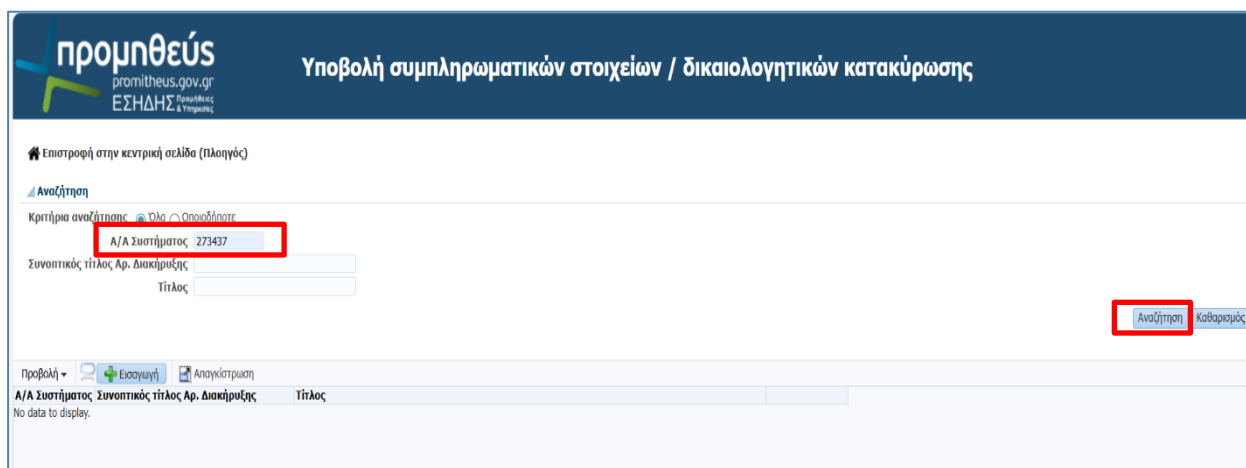 προμηθεύς
promitheus.gov.gr
ΕΣΗΔΗΣ Προμήθειες & Υπηρεσίες
Υποβολή συμπληρωματικών στοιχείων / δικαιολογητικών κατακύρωσης
Επιστροφή στην κεντρική σελίδα (Πλοηγός)
Αναζήτηση
Κριτήρια αναζήτησης Όλα Οποιοδήποτε
Α/Α Συστήματος 273437
Συνοπτικός τίτλος Αρ. Διακήρυξης
Τίτλος
Αναζήτηση Καθαρισμός
Προβολή Εισαγωγή Απαγκίστρωση
Α/Α Συστήματος Συνοπτικός τίτλος Αρ. Διακήρυξης Τίτλος
No data to display.